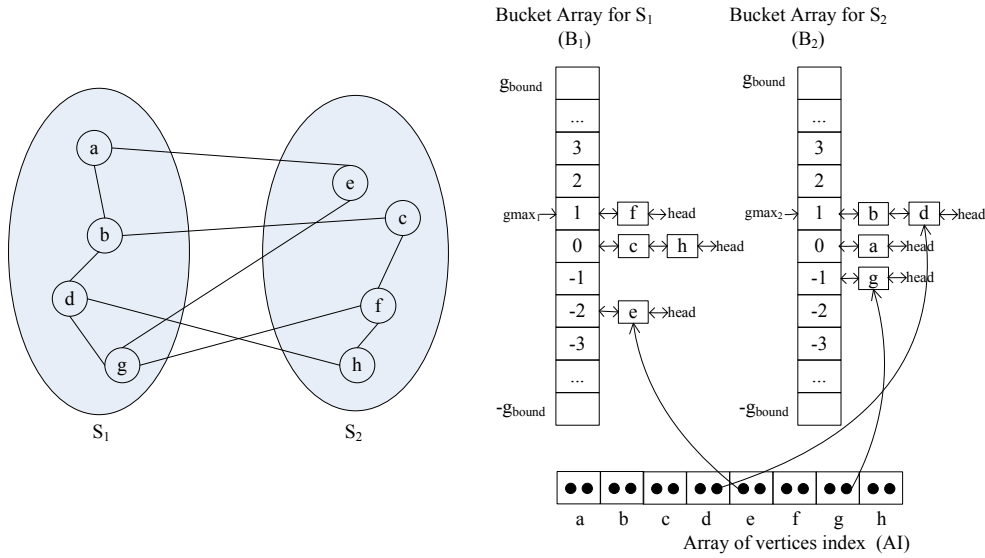 a
e
c
b
d
f
g
h
S1
S2
Bucket Array for S1
(B1)
gbound
...
3
2
gmax1
1
f
head
0
c
h
head
-1
-2
e
head
-3
...
-gbound
Bucket Array for S2
(B2)
gbound
...
3
2
gmax2
1
b
d
head
0
a
head
-1
g
head
-2
-3
...
-gbound
a b c d e f g h
Array of vertices index (AI)